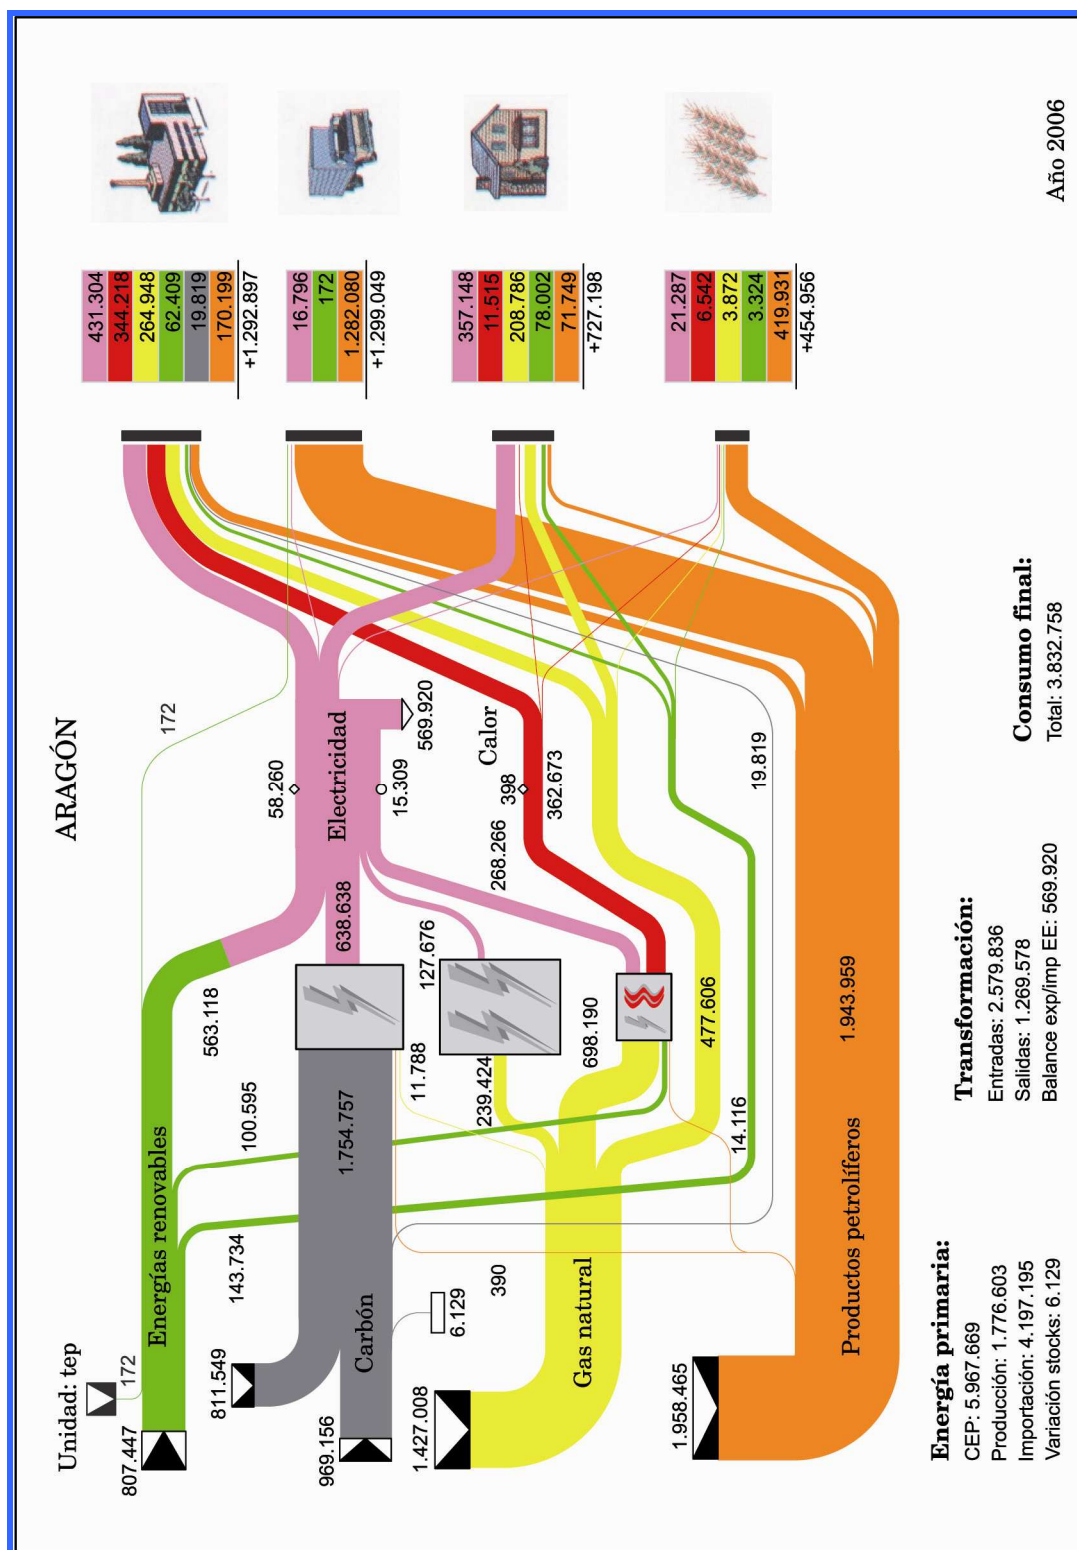 ARAGÓN
Unidad: tep
172
172
807.447
Energías renovables
563.118
100.595
143.734
811.549
969.156
Carbón
6.129
1.754.757
638.638
58.260
Electricidad
15.309
569.920
11.788
390
127.676
239.424
268.266
698.190
Calor
398
362.673
1.427.008
Gas natural
477.606
14.116
19.819
1.958.465
Productos petrolíferos
1.943.959
431.304
344.218
264.948
62.409
19.819
170.199
+1.292.897
16.796
172
1.282.080
+1.299.049
357.148
11.515
208.786
78.002
71.749
+727.198
21.287
6.542
3.872
3.324
419.931
+454.956
Energía primaria:
CEP: 5.967.669
Producción: 1.776.603
Importación: 4.197.195
Variación stocks: 6.129
Transformación:
Entradas: 2.579.836
Salidas: 1.269.578
Balance exp/imp EE: 569.920
Consumo final:
Total: 3.832.758
Año 2006